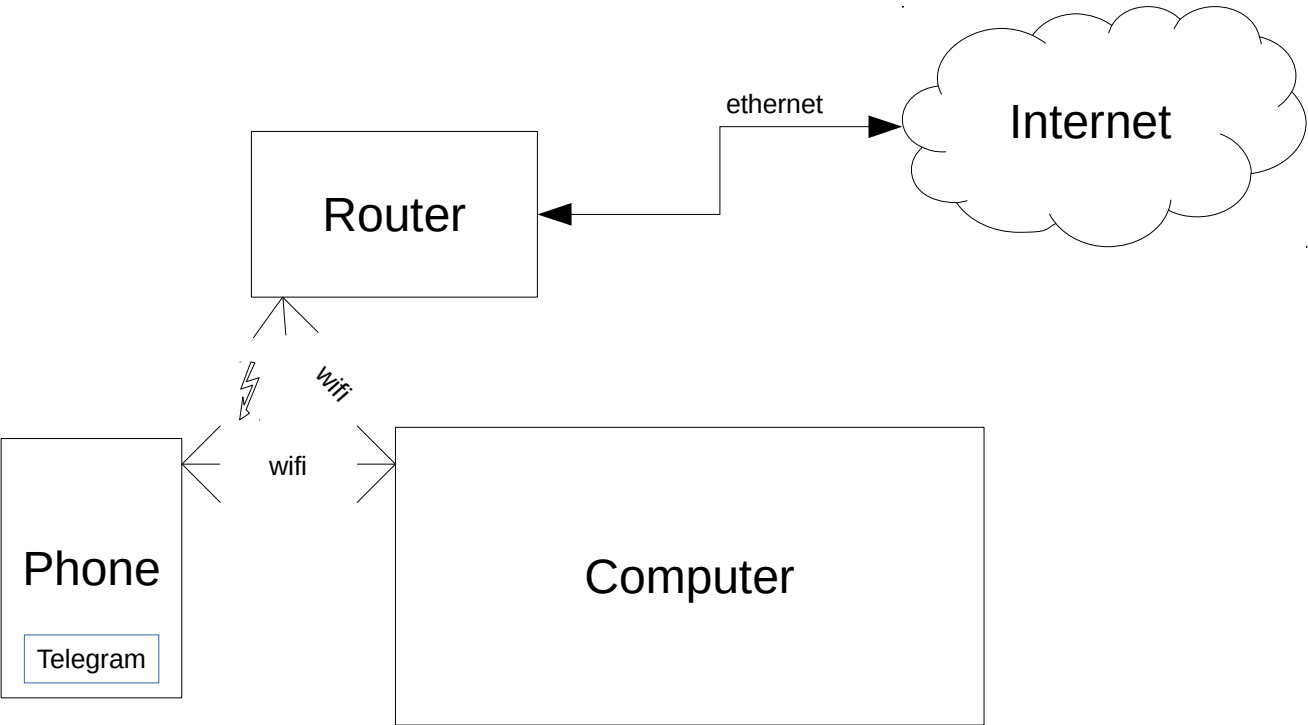 ethernet
Internet
Router
wifi
wifi
Phone
Computer
Telegram